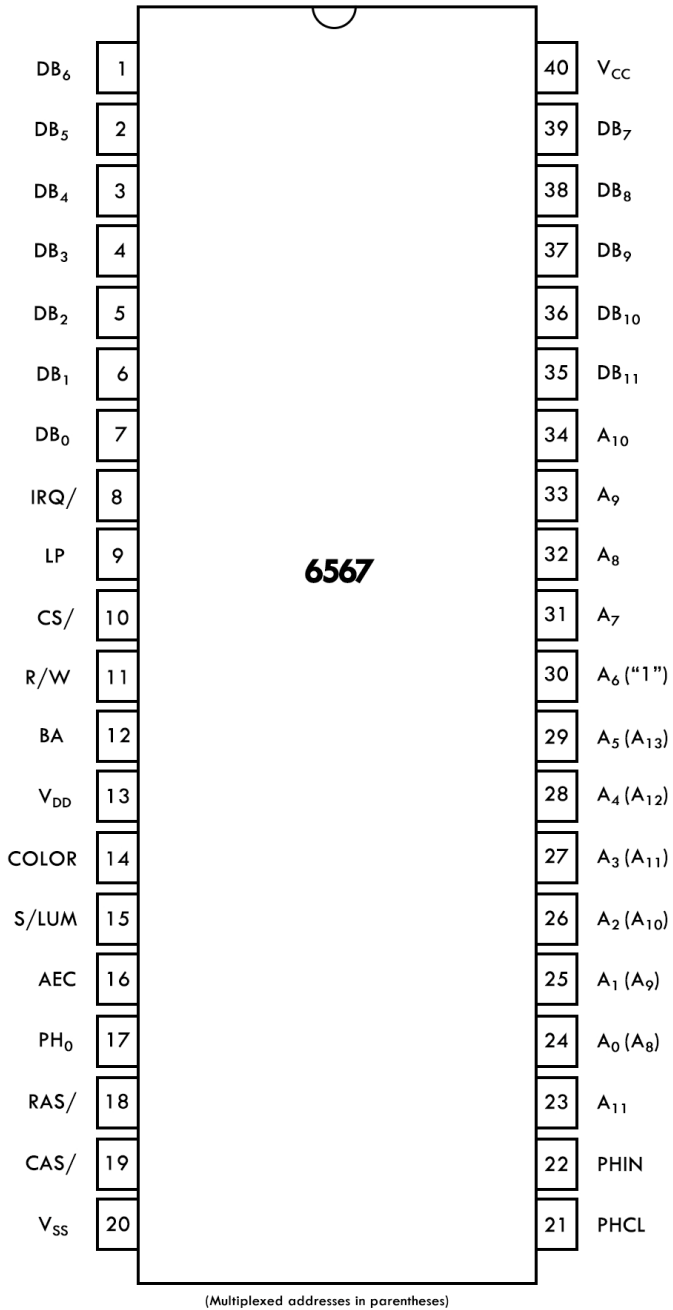 DB₆ 1 40 V_CC
DB₅ 2 39 DB₇
DB₄ 3 38 DB₈
DB₃ 4 37 DB₉
DB₂ 5 36 DB₁₀
DB₁ 6 35 DB₁₁
DB₀ 7 34 A₁₀
IRQ/ 8 33 A₉
LP 9 32 A₈
6567
CS/ 10 31 A₇
R/W 11 30 A₆ (“1”)
BA 12 29 A₅ (A₁₃)
V_DD 13 28 A₄ (A₁₂)
COLOR 14 27 A₃ (A₁₁)
S/LUM 15 26 A₂ (A₁₀)
AEC 16 25 A₁ (A₉)
PH₀ 17 24 A₀ (A₈)
RAS/ 18 23 A₁₁
CAS/ 19 22 PHIN
V_SS 20 21 PHCL
(Multiplexed addresses in parentheses)